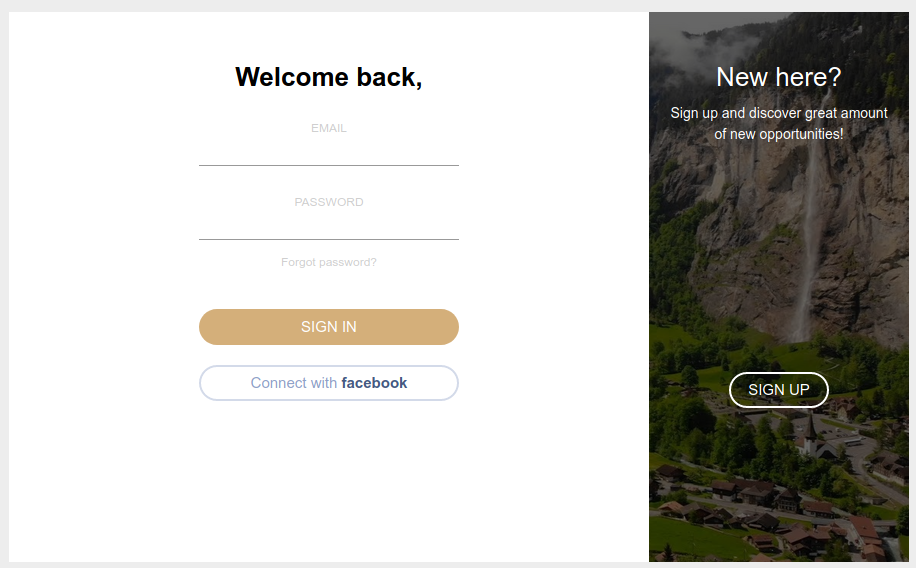 Welcome back,
EMAIL
PASSWORD
Forgot password?
SIGN IN
Connect with facebook
New here?
Sign up and discover great amount
of new opportunities!
SIGN UP